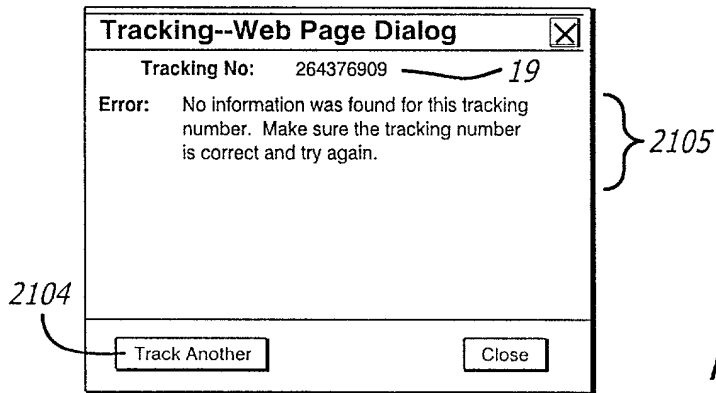 Tracking--Web Page Dialog
Tracking No: 264376909 19
Error: No information was found for this tracking
number. Make sure the tracking number
is correct and try again.
2105
2104
Track Another Close